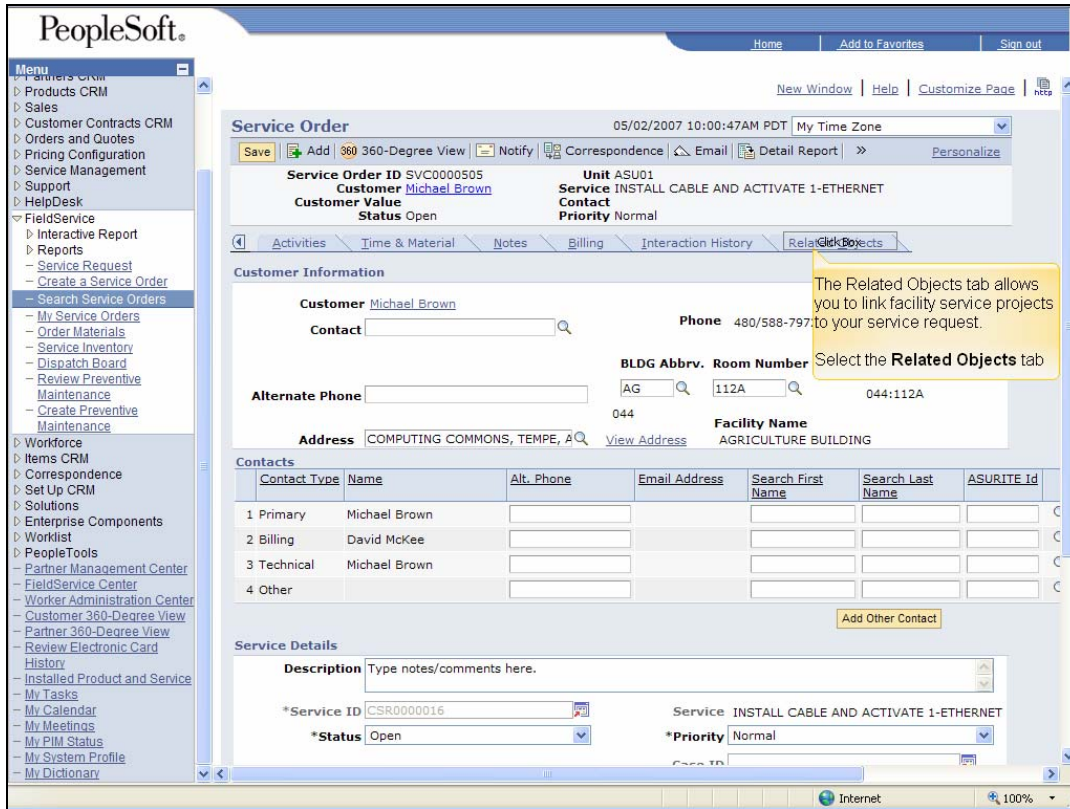 PeopleSoft®
Home Add to Favorites Sign out
Menu
Partners CRM
Products CRM
Sales
Customer Contracts CRM
Orders and Quotes
Pricing Configuration
Service Management
Support
HelpDesk
FieldService
Interactive Report
Reports
Service Request
Create a Service Order
Search Service Orders
My Service Orders
Order Materials
Service Inventory
Dispatch Board
Review Preventive
Maintenance
Create Preventive
Maintenance
Workforce
Items CRM
Correspondence
Set Up CRM
Solutions
Enterprise Components
Worklist
PeopleTools
Partner Management Center
FieldService Center
Worker Administration Center
Customer 360-Degree View
Partner 360-Degree View
Review Electronic Card
History
Installed Product and Service
My Tasks
My Calendar
My Meetings
My PIM Status
My System Profile
My Dictionary
New Window | Help | Customize Page | http
Service Order 05/02/2007 10:00:47AM PDT My Time Zone
Save | Add | 360 360-Degree View | Notify | Correspondence | Email | Detail Report | » Personalize
Service Order ID SVC0000505 Unit ASU01
Customer Michael Brown Service INSTALL CABLE AND ACTIVATE 1-ETHERNET
Customer Value Contact
Status Open Priority Normal
Activities Time & Material Notes Billing Interaction History Related Objects
Click Box
The Related Objects tab allows
you to link facility service projects
to your service request.
Select the Related Objects tab
Customer Information
Customer Michael Brown
Contact Phone 480/588-797
BLDG Abbrv. Room Number
Alternate Phone AG 112A 044:112A
044 Facility Name
Address COMPUTING COMMONS, TEMPE, A View Address AGRICULTURE BUILDING
Contacts
Contact Type Name Alt. Phone Email Address Search First Name Search Last Name ASURITE Id
1 Primary Michael Brown
2 Billing David McKee
3 Technical Michael Brown
4 Other
Add Other Contact
Service Details
Description Type notes/comments here.
*Service ID CSR0000016 Service INSTALL CABLE AND ACTIVATE 1-ETHERNET
*Status Open *Priority Normal
Case ID
Internet 100%